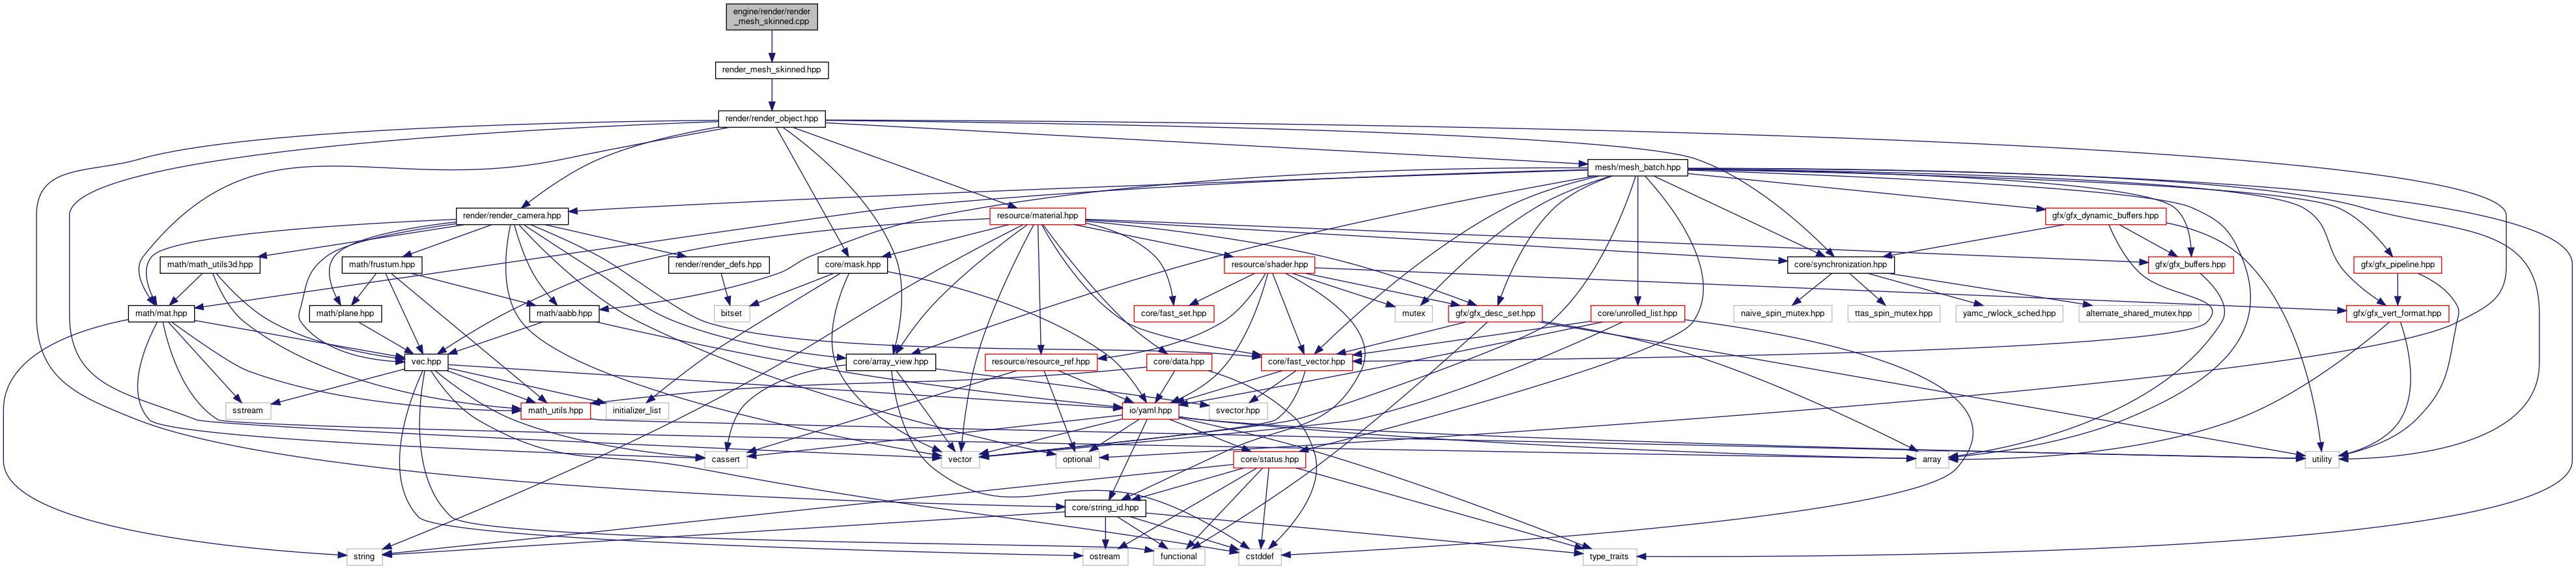 engine/render/render
_mesh_skinned.cpp
render_mesh_skinned.hpp
render/render_object.hpp
mesh/mesh_batch.hpp
render/render_camera.hpp
resource/material.hpp
gfx/gfx_dynamic_buffers.hpp
math/math_utils3d.hpp
math/frustum.hpp
render/render_defs.hpp
core/mask.hpp
resource/shader.hpp
core/synchronization.hpp
gfx/gfx_buffers.hpp
gfx/gfx_pipeline.hpp
math/mat.hpp
math/plane.hpp
math/aabb.hpp
bitset
core/fast_set.hpp
mutex
gfx/gfx_desc_set.hpp
core/unrolled_list.hpp
naive_spin_mutex.hpp
ttas_spin_mutex.hpp
yamc_rwlock_sched.hpp
alternate_shared_mutex.hpp
gfx/gfx_vert_format.hpp
vec.hpp
core/array_view.hpp
resource/resource_ref.hpp
core/data.hpp
core/fast_vector.hpp
sstream
math_utils.hpp
initializer_list
io/yaml.hpp
svector.hpp
cassert
vector
optional
core/status.hpp
array
utility
core/string_id.hpp
string
ostream
functional
cstddef
type_traits